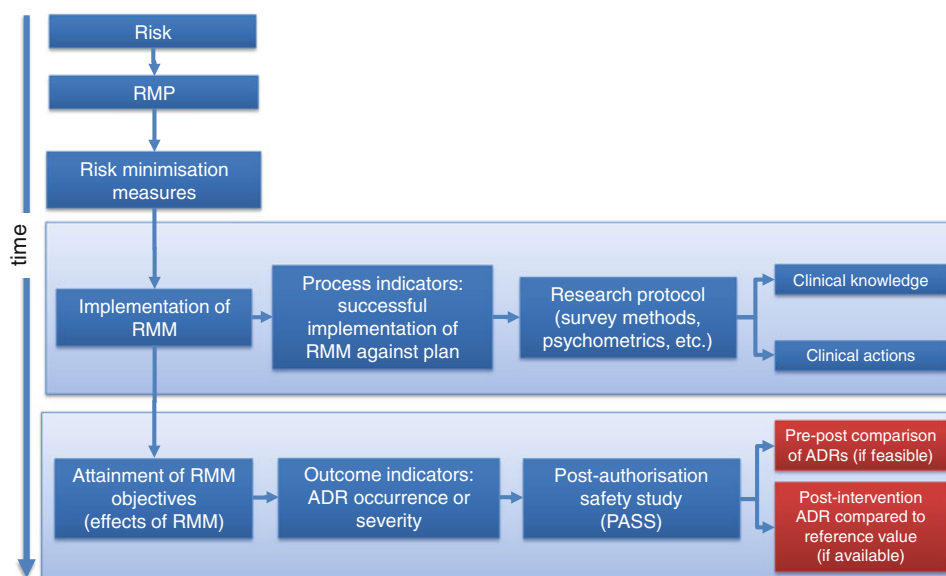 time
Risk
RMP
Risk minimisation
measures
Implementation of
RMM
Process indicators:
successful
implementation of
RMM against plan
Research protocol
(survey methods,
psychometrics, etc.)
Clinical knowledge
Clinical actions
Attainment of RMM
objectives
(effects of RMM)
Outcome indicators:
ADR occurrence or
severity
Post-authorisation
safety study
(PASS)
Pre-post comparison
of ADRs (if feasible)
Post-intervention
ADR compared to
reference value
(if available)